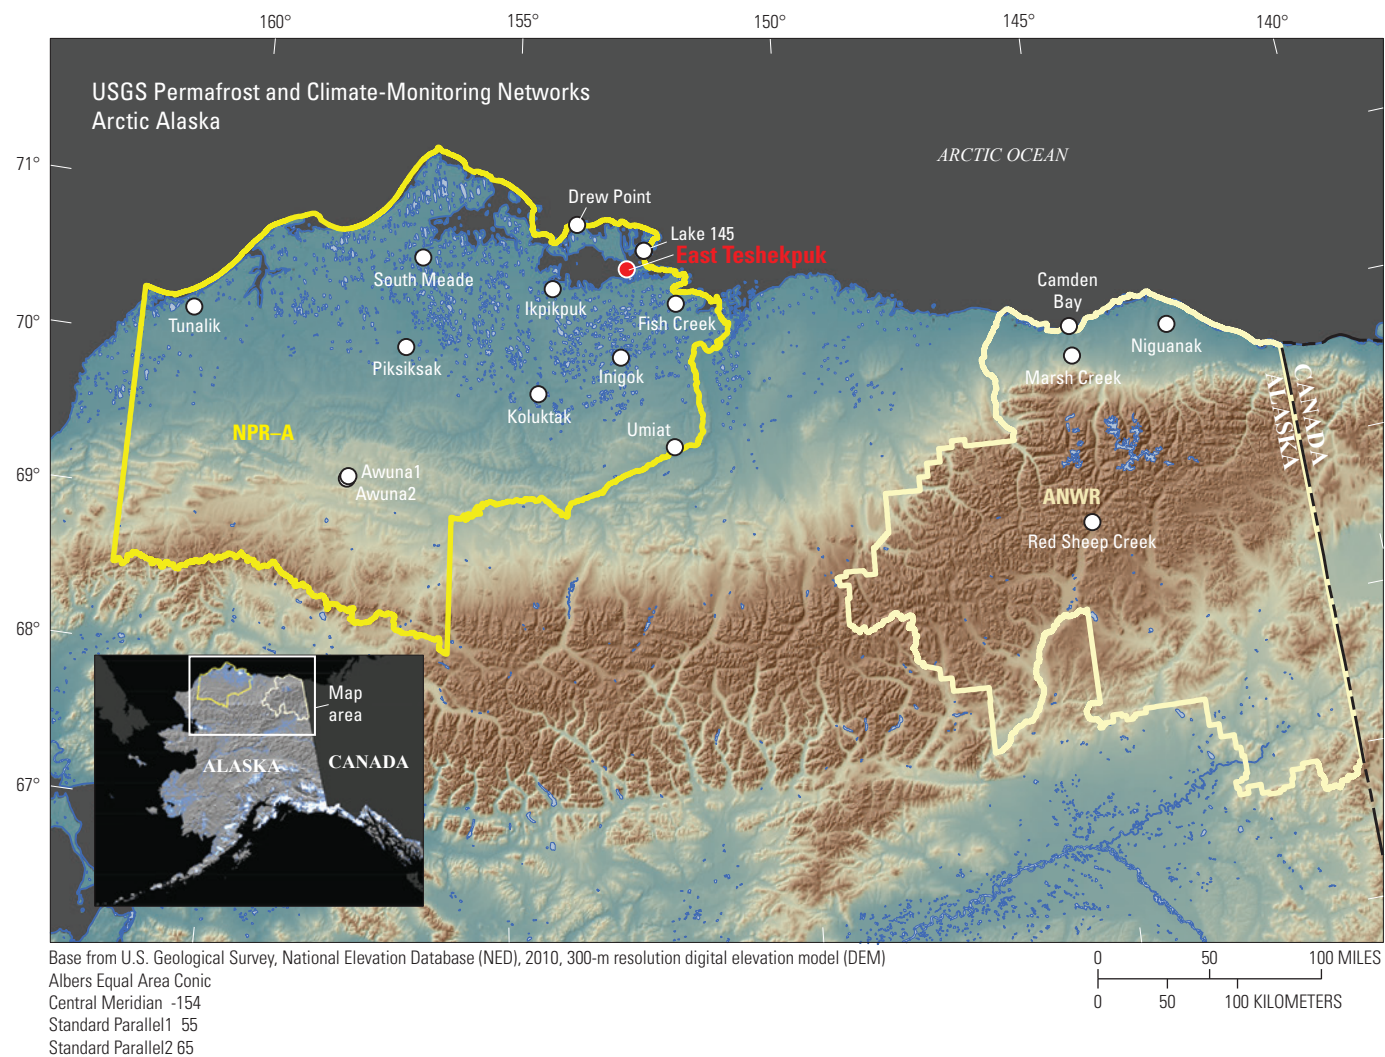 160°
155°
150°
145°
140°
USGS Permafrost and Climate-Monitoring Networks
Arctic Alaska
ARCTIC OCEAN
71°
70°
69°
68°
67°
Drew Point
Lake 145
East Teshekpuk
South Meade
Ikpikpuk
Fish Creek
Tunalik
Piksiksak
Inigok
Koluktak
Umiat
NPR–A
Awuna1
Awuna2
Camden
Bay
Niguanak
Marsh Creek
CANADA
ALASKA
ANWR
Red Sheep Creek
Map
area
ALASKA
CANADA
Base from U.S. Geological Survey, National Elevation Database (NED), 2010, 300-m resolution digital elevation model (DEM)
Albers Equal Area Conic
Central Meridian -154
Standard Parallel1 55
Standard Parallel2 65
0 50 100 MILES
0 50 100 KILOMETERS